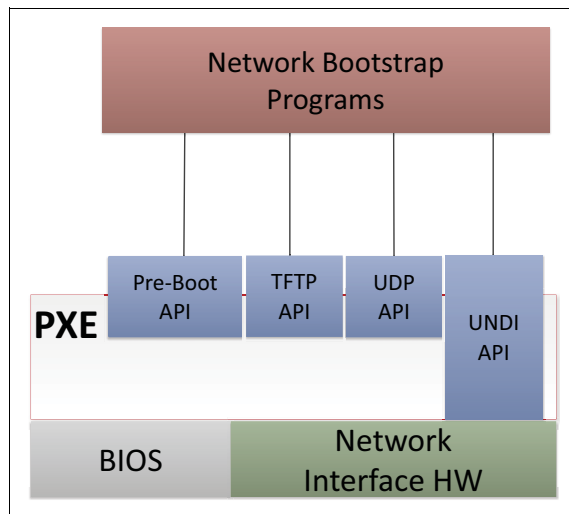 Network Bootstrap
Programs
Pre-Boot
API
TFTP
API
UDP
API
UNDI
API
PXE
BIOS
Network
Interface HW